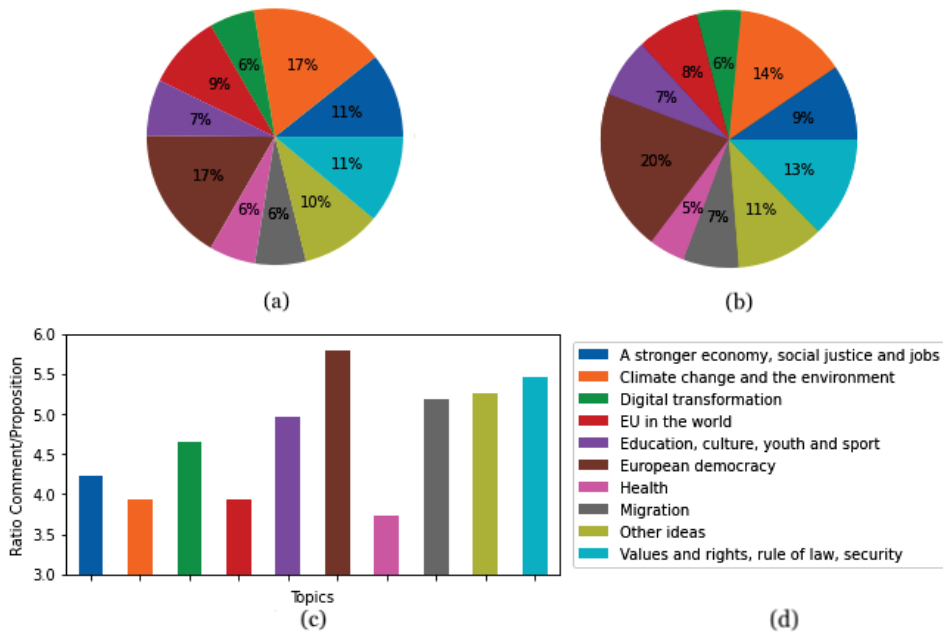 6%
17%
9%
11%
7%
11%
17%
10%
6%
6%
(a)
6%
14%
8%
7%
9%
20%
13%
5%
7%
11%
(b)
6.0
5.5
5.0
4.5
4.0
3.5
3.0
Ratio Comment/Proposition
Topics
(c)
A stronger economy, social justice and jobs
Climate change and the environment
Digital transformation
EU in the world
Education, culture, youth and sport
European democracy
Health
Migration
Other ideas
Values and rights, rule of law, security
(d)